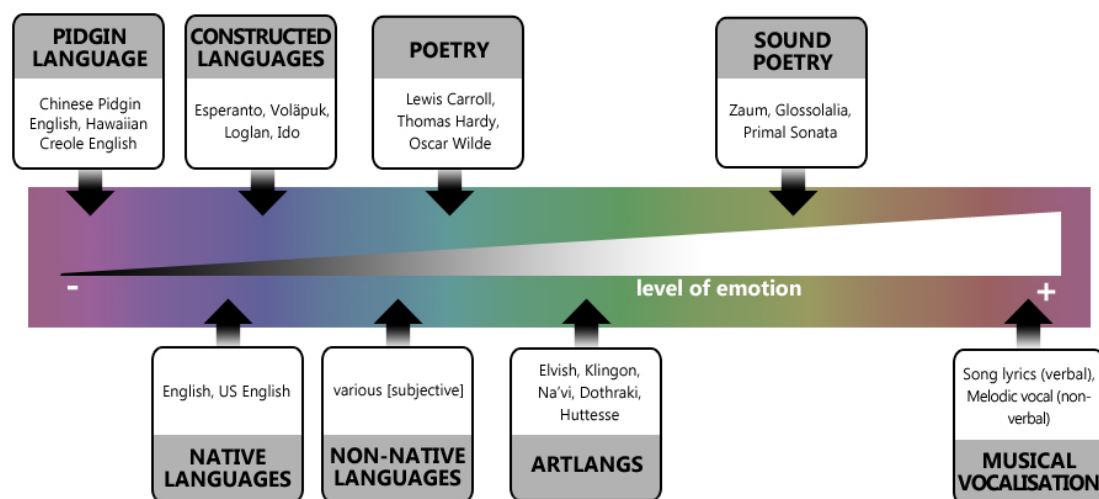 PIDGIN
LANGUAGE
Chinese Pidgin
English, Hawaiian
Creole English
CONSTRUCTED
LANGUAGES
Esperanto, Voläpuk,
Loglan, Ido
POETRY
Lewis Carroll,
Thomas Hardy,
Oscar Wilde
SOUND
POETRY
Zaum, Glossolalia,
Primal Sonata
-
level of emotion
+
English, US English
NATIVE
LANGUAGES
various [subjective]
NON-NATIVE
LANGUAGES
Elvish, Klingon,
Na'vi, Dothraki,
Huttesse
ARTLANGS
Song lyrics (verbal),
Melodic vocal (non-
verbal)
MUSICAL
VOCALISATION